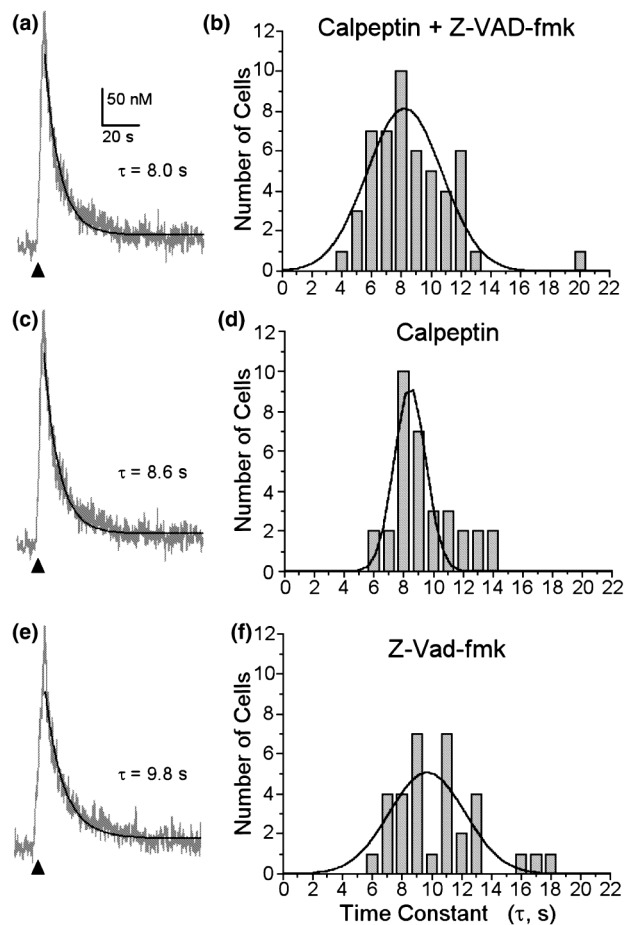 (a)
50 nM
20 s
τ = 8.0 s
(b)
Calpeptin + Z-VAD-fmk
Number of Cells
12
10
8
6
4
2
0
0 2 4 6 8 10 12 14 16 18 20 22
(c)
τ = 8.6 s
(d)
Calpeptin
Number of Cells
12
10
8
6
4
2
0
0 2 4 6 8 10 12 14 16 18 20 22
(e)
τ = 9.8 s
(f)
Z-Vad-fmk
Number of Cells
12
10
8
6
4
2
0
0 2 4 6 8 10 12 14 16 18 20 22
Time Constant (τ, s)